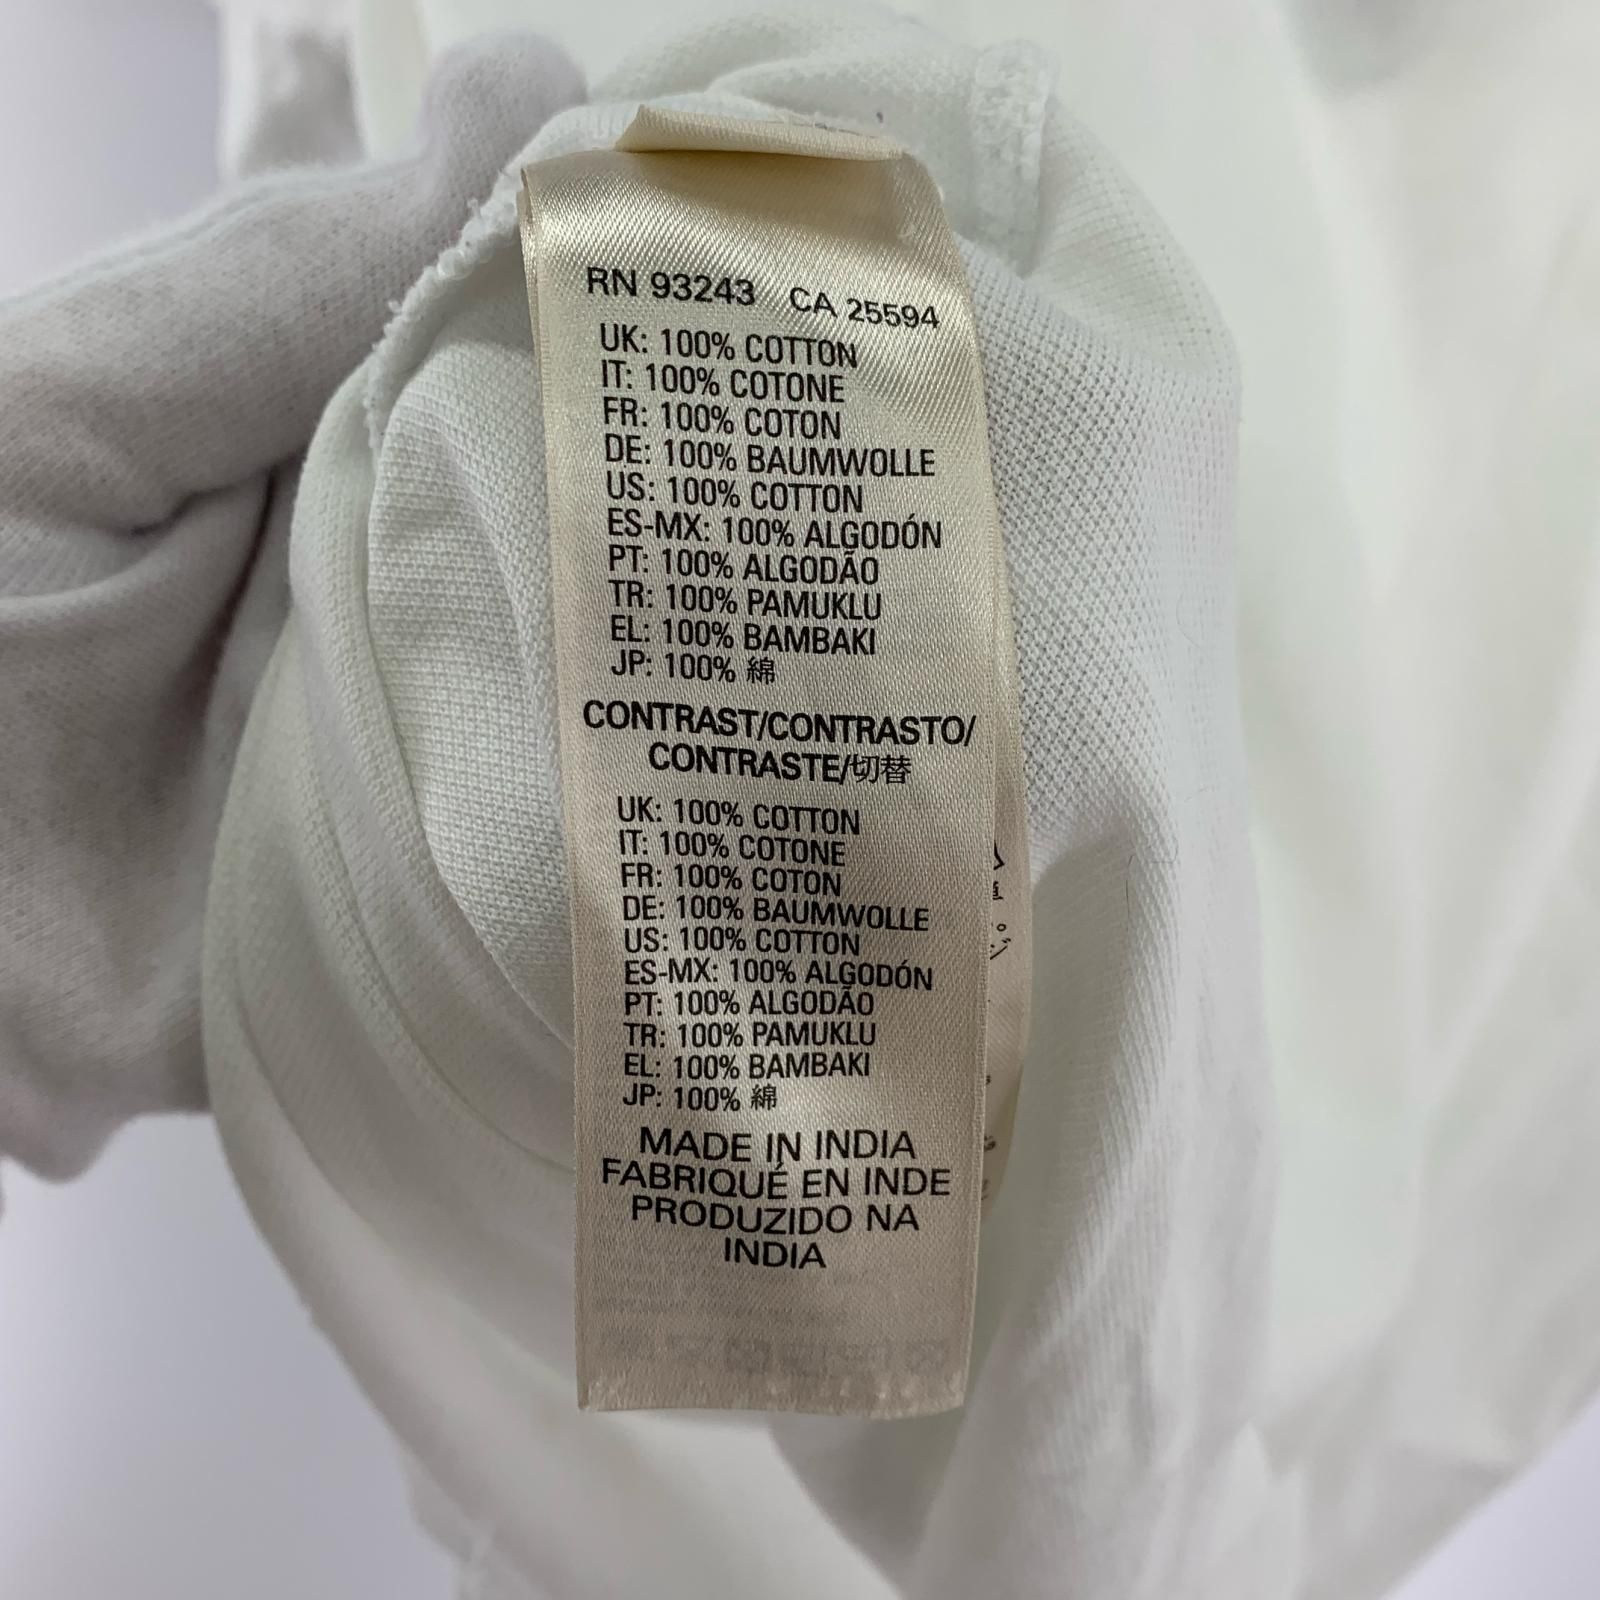 RN 93243 CA 25594
UK: 100% COTTON
IT: 100% COTONE
FR: 100% COTON
DE: 100% BAUMWOLLE
US: 100% COTTON
ES-MX: 100% ALGODÓN
PT: 100% ALGODÃO
TR: 100% PAMUKLU
EL: 100% BAMBAKI
JP: 100% 綿
CONTRAST/CONTRASTO/
CONTRASTE/切替
UK: 100% COTTON
IT: 100% COTONE
FR: 100% COTON
DE: 100% BAUMWOLLE
US: 100% COTTON
ES-MX: 100% ALGODÓN
PT: 100% ALGODÃO
TR: 100% PAMUKLU
EL: 100% BAMBAKI
JP: 100% 綿
MADE IN INDIA
FABRIQUÉ EN INDE
PRODUZIDO NA
INDIA